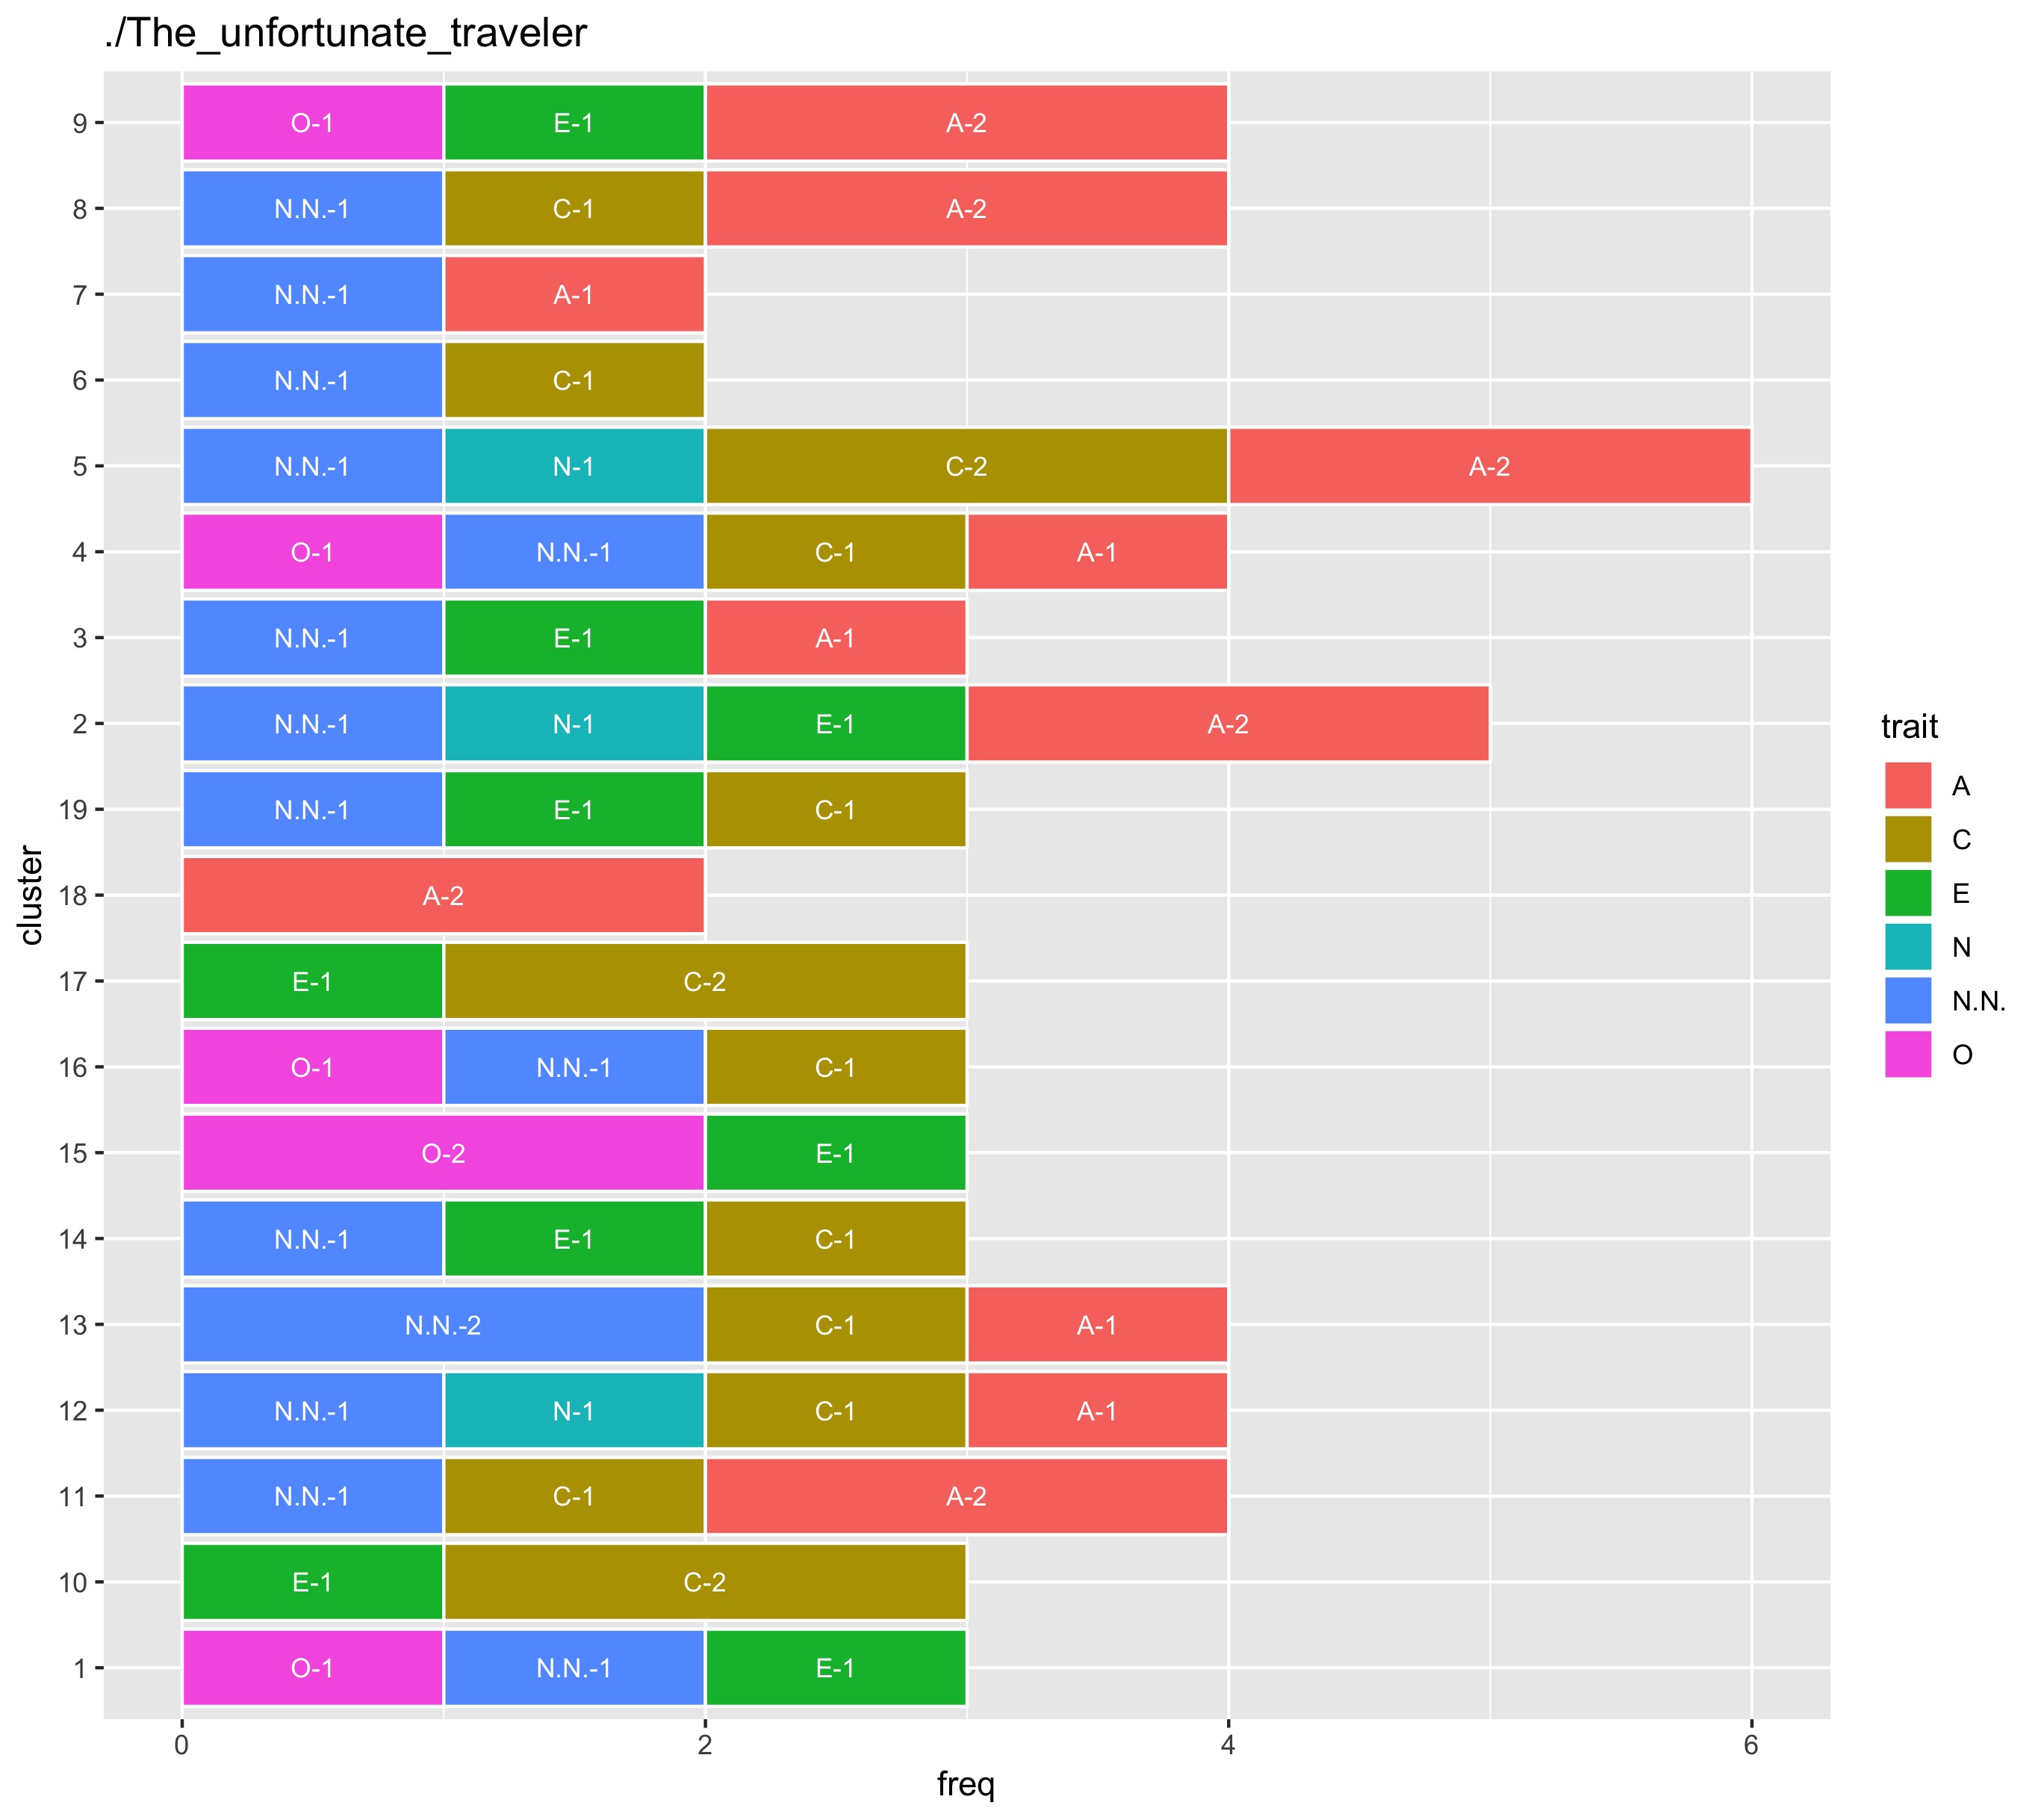 ./The_unfortunate_traveler
9 O-1 E-1 A-2
8 N.N.-1 C-1 A-2
7 N.N.-1 A-1
6 N.N.-1 C-1
5 N.N.-1 N-1 C-2 A-2
4 O-1 N.N.-1 C-1 A-1
3 N.N.-1 E-1 A-1
2 N.N.-1 N-1 E-1 A-2
19 N.N.-1 E-1 C-1
18 A-2
17 E-1 C-2
16 O-1 N.N.-1 C-1
15 O-2 E-1
14 N.N.-1 E-1 C-1
13 N.N.-2 C-1 A-1
12 N.N.-1 N-1 C-1 A-1
11 N.N.-1 C-1 A-2
10 E-1 C-2
1 O-1 N.N.-1 E-1
0 2 4 6
freq
cluster
trait
A
C
E
N
N.N.
O